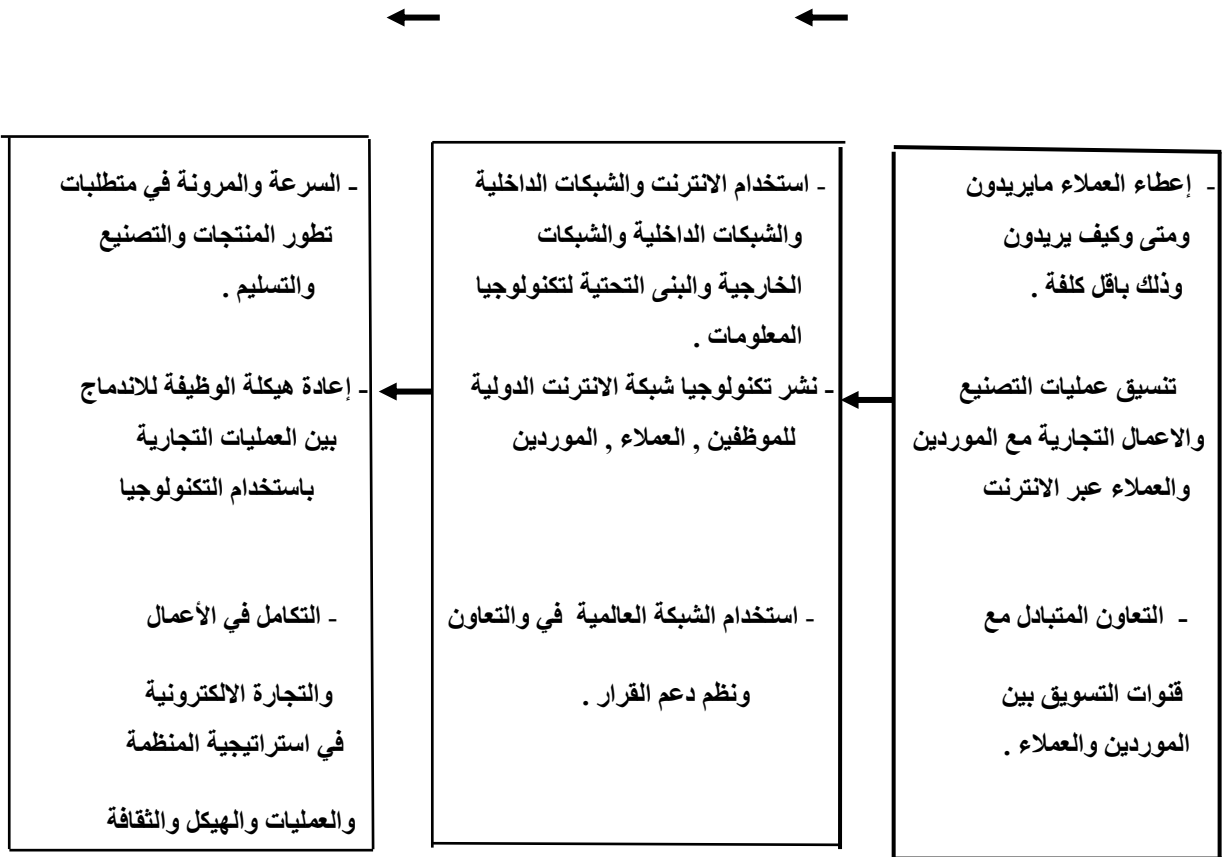 - إعطاء العملاء مايريدون
ومتى وكيف يريدون
وذلك باقل كلفة .
تنسيق عمليات التصنيع
والاعمال التجارية مع الموردين
والعملاء عبر الانترنت
- التعاون المتبادل مع
قنوات التسويق بين
الموردين والعملاء .
- استخدام الانترنت والشبكات الداخلية
والشبكات الداخلية والشبكات
الخارجية والبنى التحتية لتكنولوجيا
المعلومات .
- نشر تكنولوجيا شبكة الانترنت الدولية
للموظفين , العملاء , الموردين
- استخدام الشبكة العالمية في والتعاون
ونظم دعم القرار .
- السرعة والمرونة في متطلبات
تطور المنتجات والتصنيع
والتسليم .
- إعادة هيكلة الوظيفة للاندماج
بين العمليات التجارية
باستخدام التكنولوجيا
- التكامل في الأعمال
والتجارة الالكترونية
في استراتيجية المنظمة
والعمليات والهيكل والثقافة